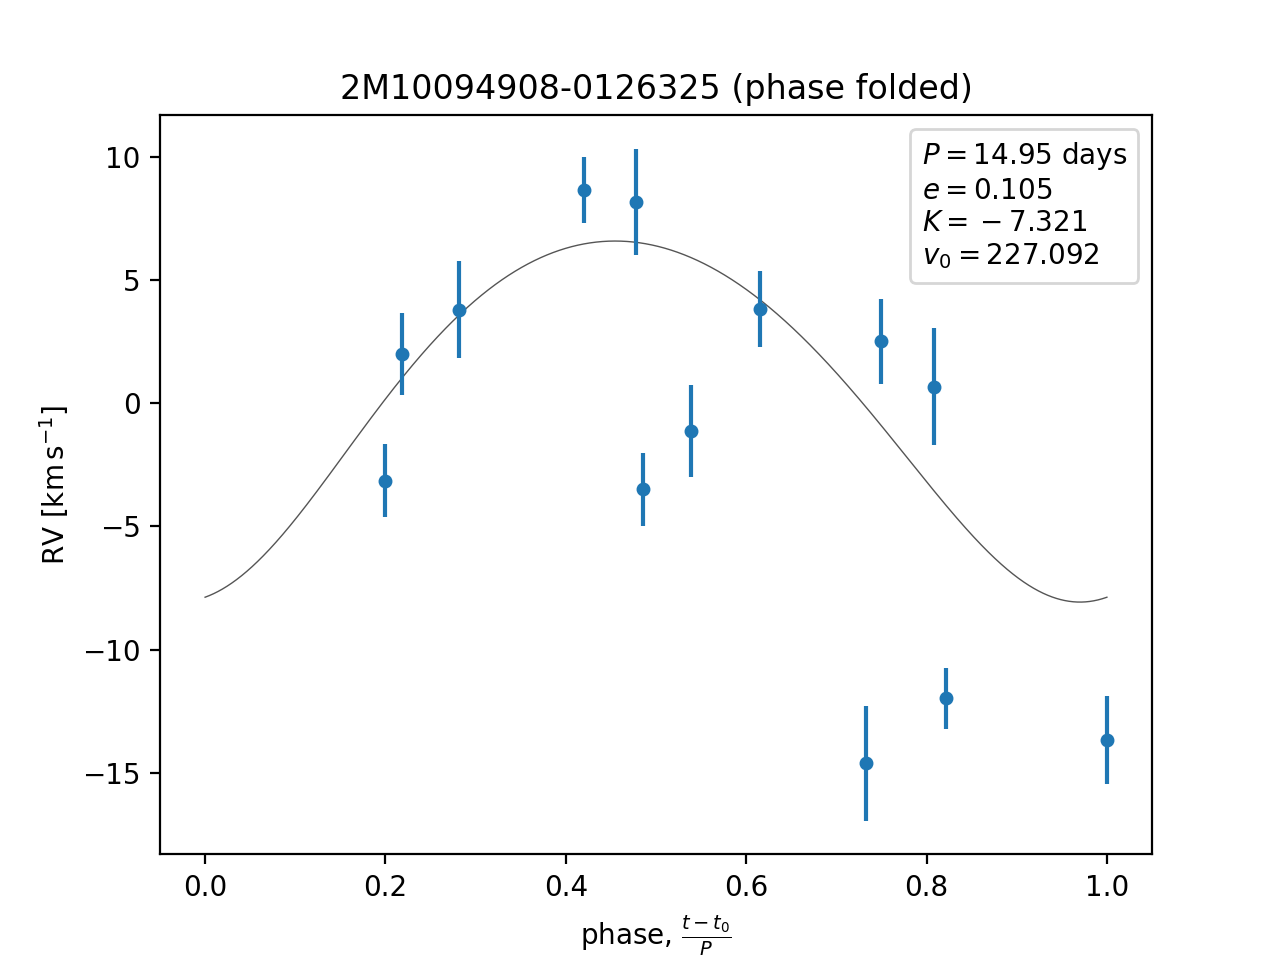 2M10094908-0126325 (phase folded)
P = 14.95 days
e = 0.105
K = −7.321
v₀ = 227.092
10
5
0
−5
−10
−15
RV [km s⁻¹]
0.0 0.2 0.4 0.6 0.8 1.0
phase, (t − t₀)/P